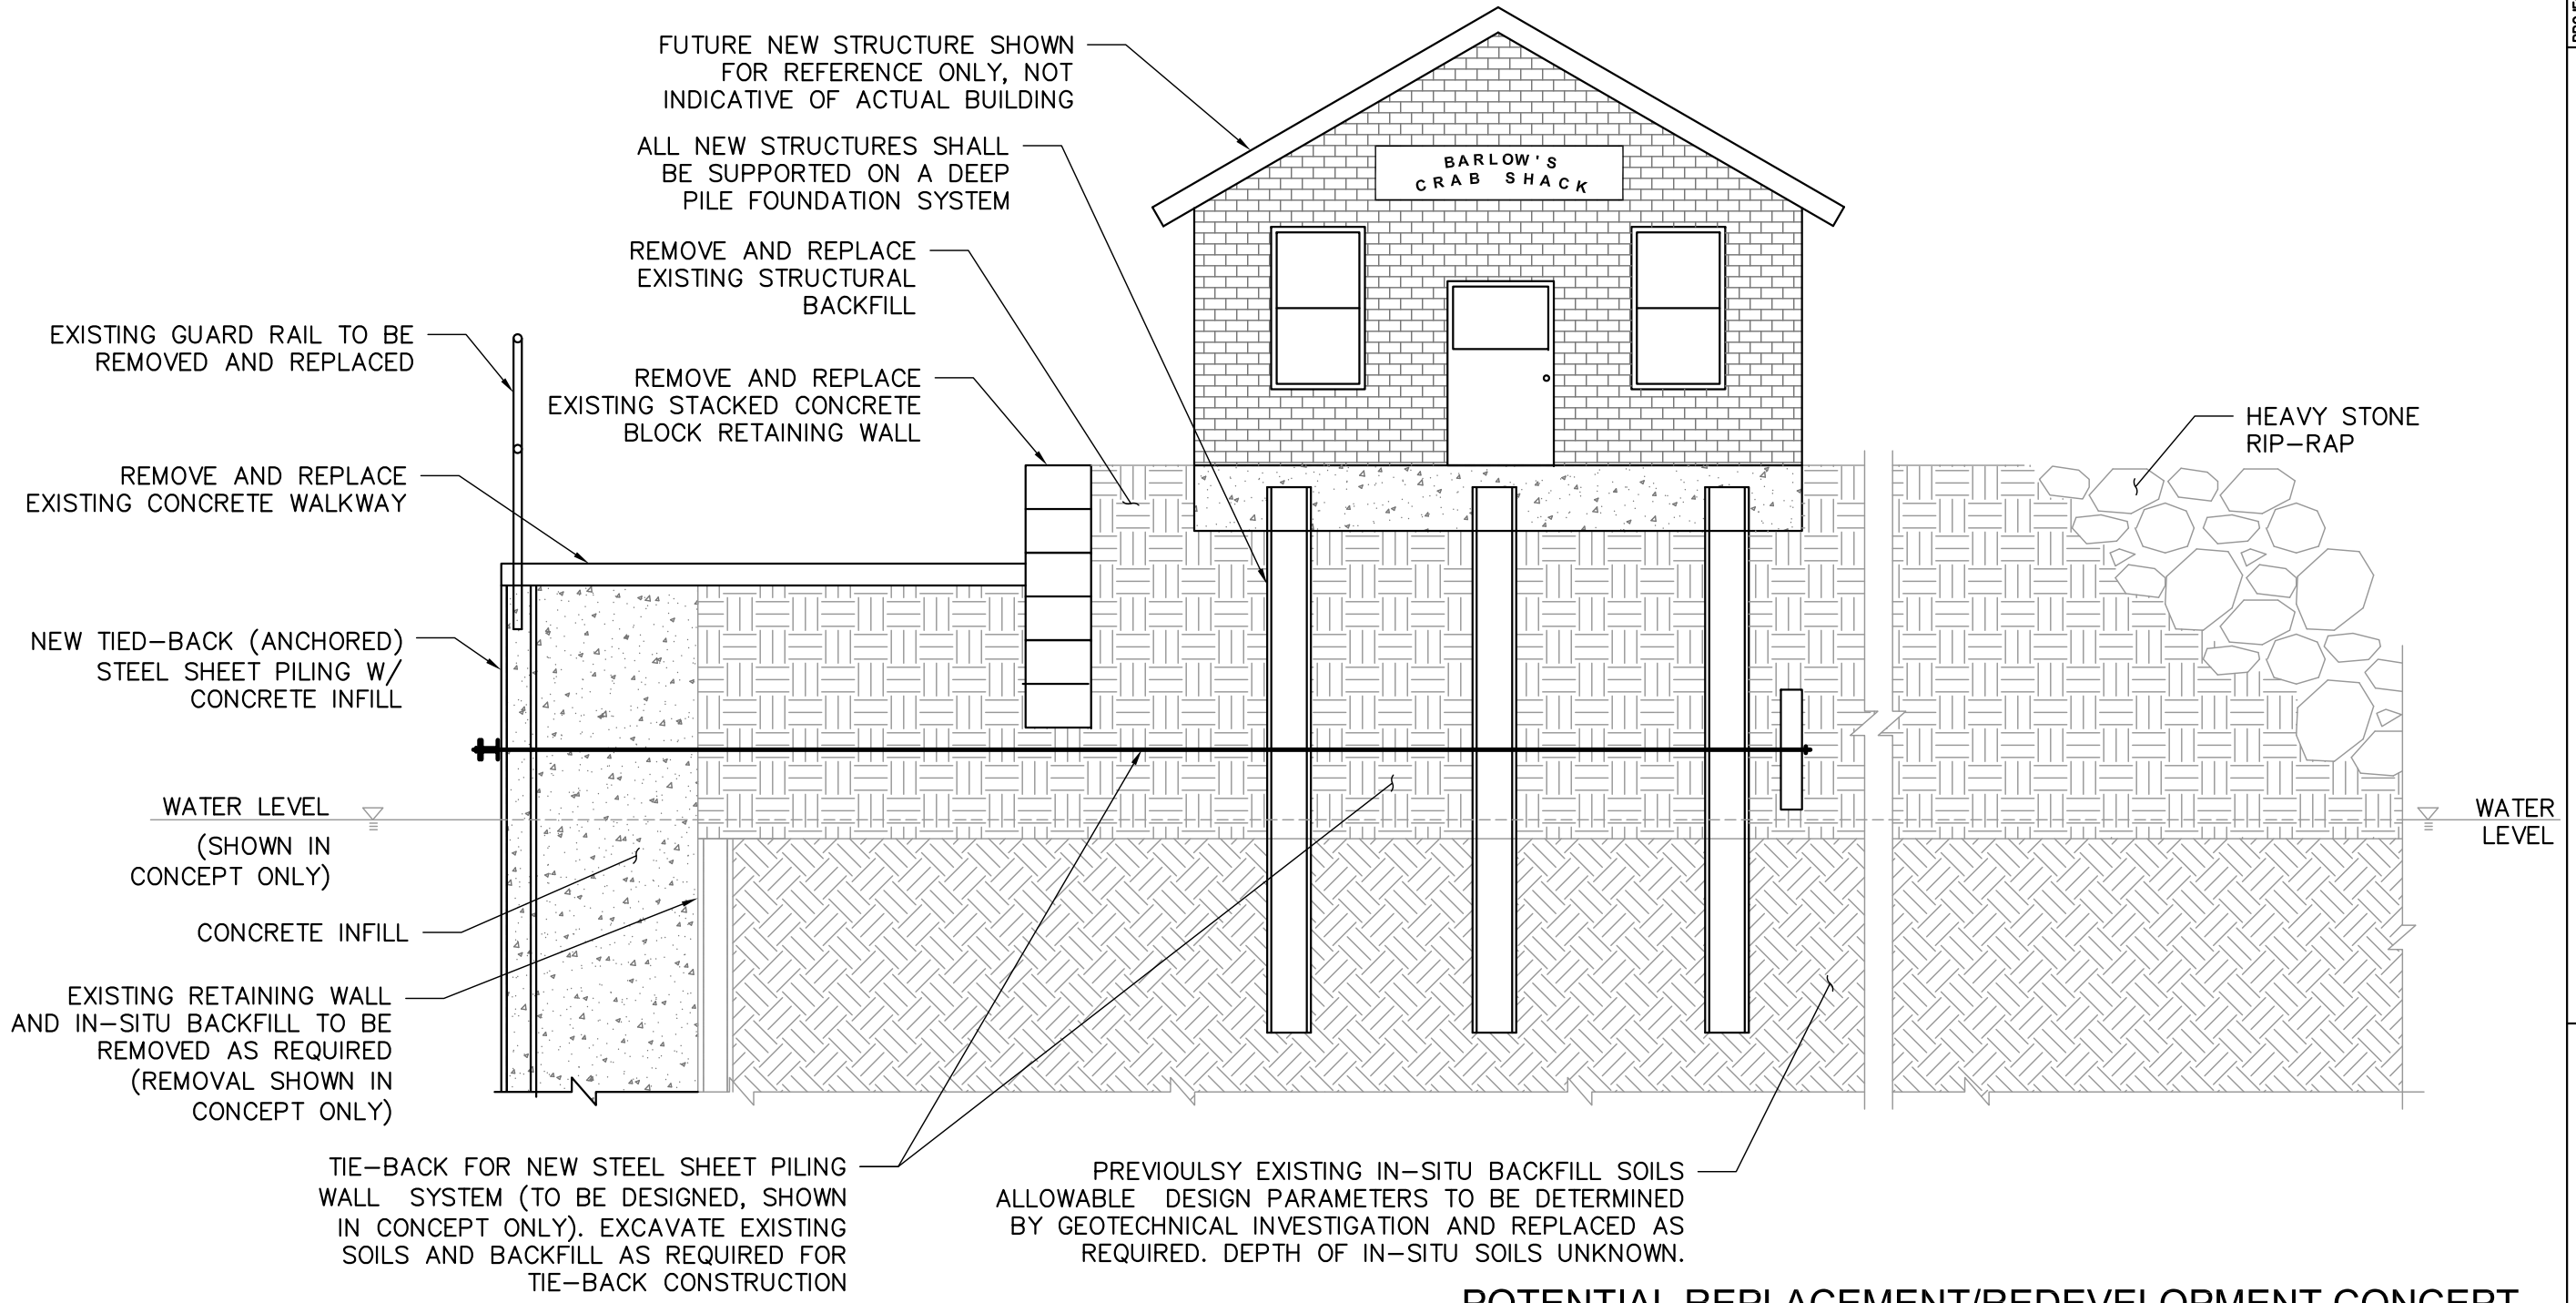 FUTURE NEW STRUCTURE SHOWN
FOR REFERENCE ONLY, NOT
INDICATIVE OF ACTUAL BUILDING
ALL NEW STRUCTURES SHALL
BE SUPPORTED ON A DEEP
PILE FOUNDATION SYSTEM
BARLOW'S
CRAB SHACK
REMOVE AND REPLACE
EXISTING STRUCTURAL
BACKFILL
EXISTING GUARD RAIL TO BE
REMOVED AND REPLACED
REMOVE AND REPLACE
EXISTING STACKED CONCRETE
BLOCK RETAINING WALL
HEAVY STONE
RIP-RAP
REMOVE AND REPLACE
EXISTING CONCRETE WALKWAY
NEW TIED-BACK (ANCHORED)
STEEL SHEET PILING W/
CONCRETE INFILL
WATER LEVEL
(SHOWN IN
CONCEPT ONLY)
WATER
LEVEL
CONCRETE INFILL
EXISTING RETAINING WALL
AND IN-SITU BACKFILL TO BE
REMOVED AS REQUIRED
(REMOVAL SHOWN IN
CONCEPT ONLY)
TIE-BACK FOR NEW STEEL SHEET PILING
WALL SYSTEM (TO BE DESIGNED, SHOWN
IN CONCEPT ONLY). EXCAVATE EXISTING
SOILS AND BACKFILL AS REQUIRED FOR
TIE-BACK CONSTRUCTION
PREVIOULSY EXISTING IN-SITU BACKFILL SOILS
ALLOWABLE DESIGN PARAMETERS TO BE DETERMINED
BY GEOTECHNICAL INVESTIGATION AND REPLACED AS
REQUIRED. DEPTH OF IN-SITU SOILS UNKNOWN.
POTENTIAL REPLACEMENT/REDEVELOPMENT CONCEPT